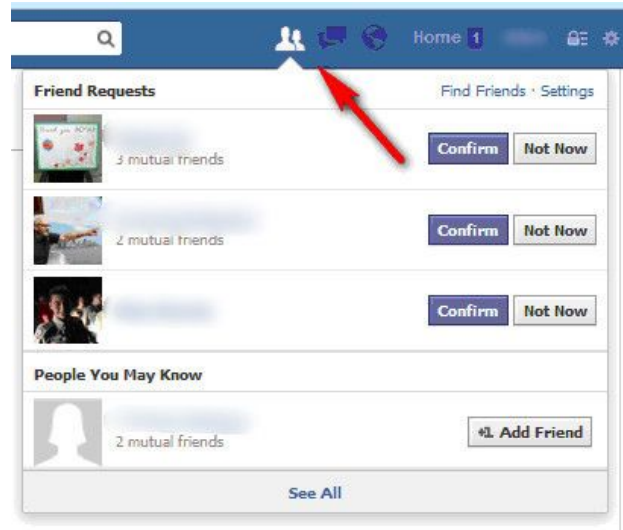 Home 1
Friend Requests Find Friends · Settings
3 mutual friends Confirm Not Now
2 mutual friends Confirm Not Now
Confirm Not Now
People You May Know
2 mutual friends +1 Add Friend
See All